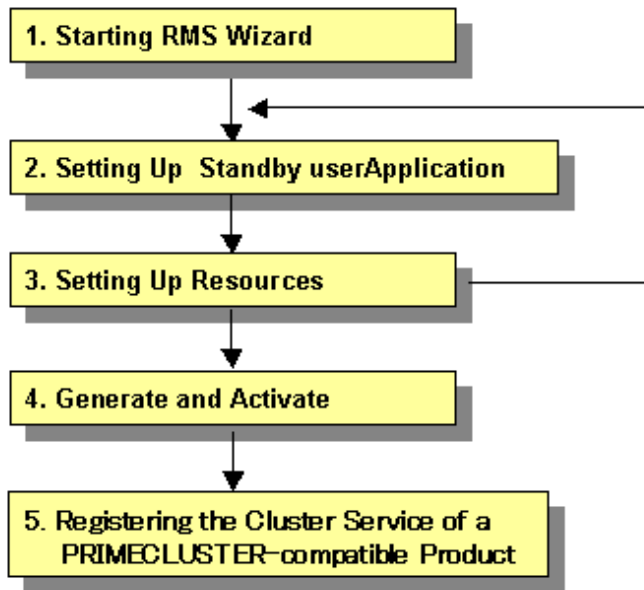 1. Starting RMS Wizard
2. Setting Up Standby userApplication
3. Setting Up Resources
4. Generate and Activate
5. Registering the Cluster Service of a
PRIMECLUSTER-compatible Product